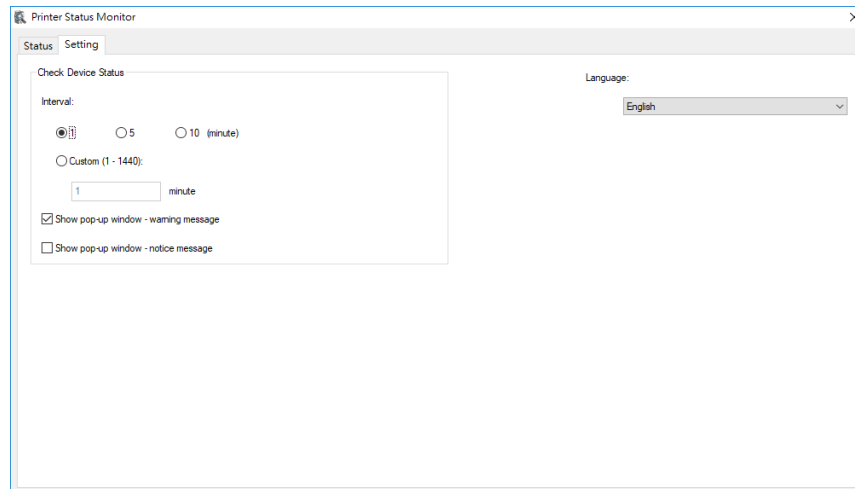 Printer Status Monitor
Status Setting
Check Device Status
Interval:
1 5 10 (minute)
Custom (1 - 1440):
1 minute
Show pop-up window - warning message
Show pop-up window - notice message
Language:
English